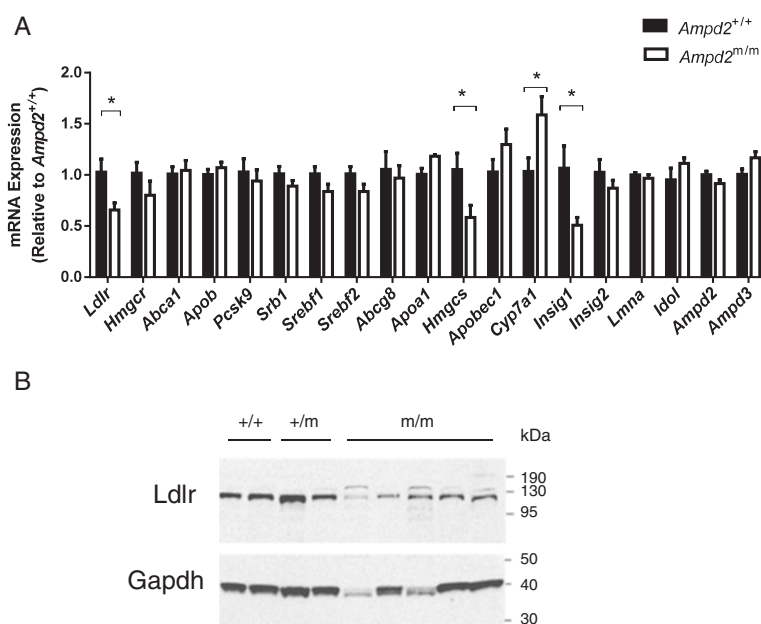 A
Ampd2+/+
Ampd2m/m
mRNA Expression
(Relative to Ampd2+/+)
2.0
1.5
1.0
0.5
0.0
* * * *
Ldlr Hmgcr Abca1 Apob Pcsk9 Srb1 Srebf1 Srebf2 Abcg8 Apoa1 Hmgcs Apobec1 Cyp7a1 Insig1 Insig2 Lmna Idol Ampd2 Ampd3
B
+/+ +/m m/m
kDa
Ldlr
190
130
95
Gapdh
50
40
30